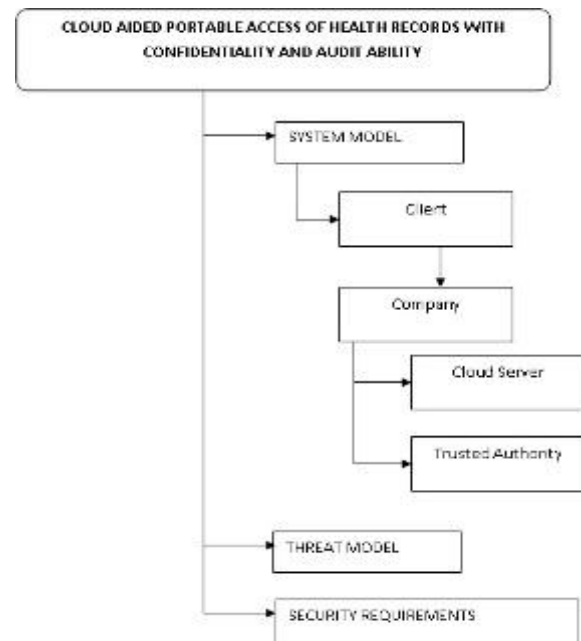 CLOUD AIDED PORTABLE ACCESS OF HEALTH RECORDS WITH
CONFIDENTIALITY AND AUDIT ABILITY
SYSTEM MODEL
Client
Company
Cloud Server
Trusted Authority
THREAT MODEL
SECURITY REQUIREMENTS